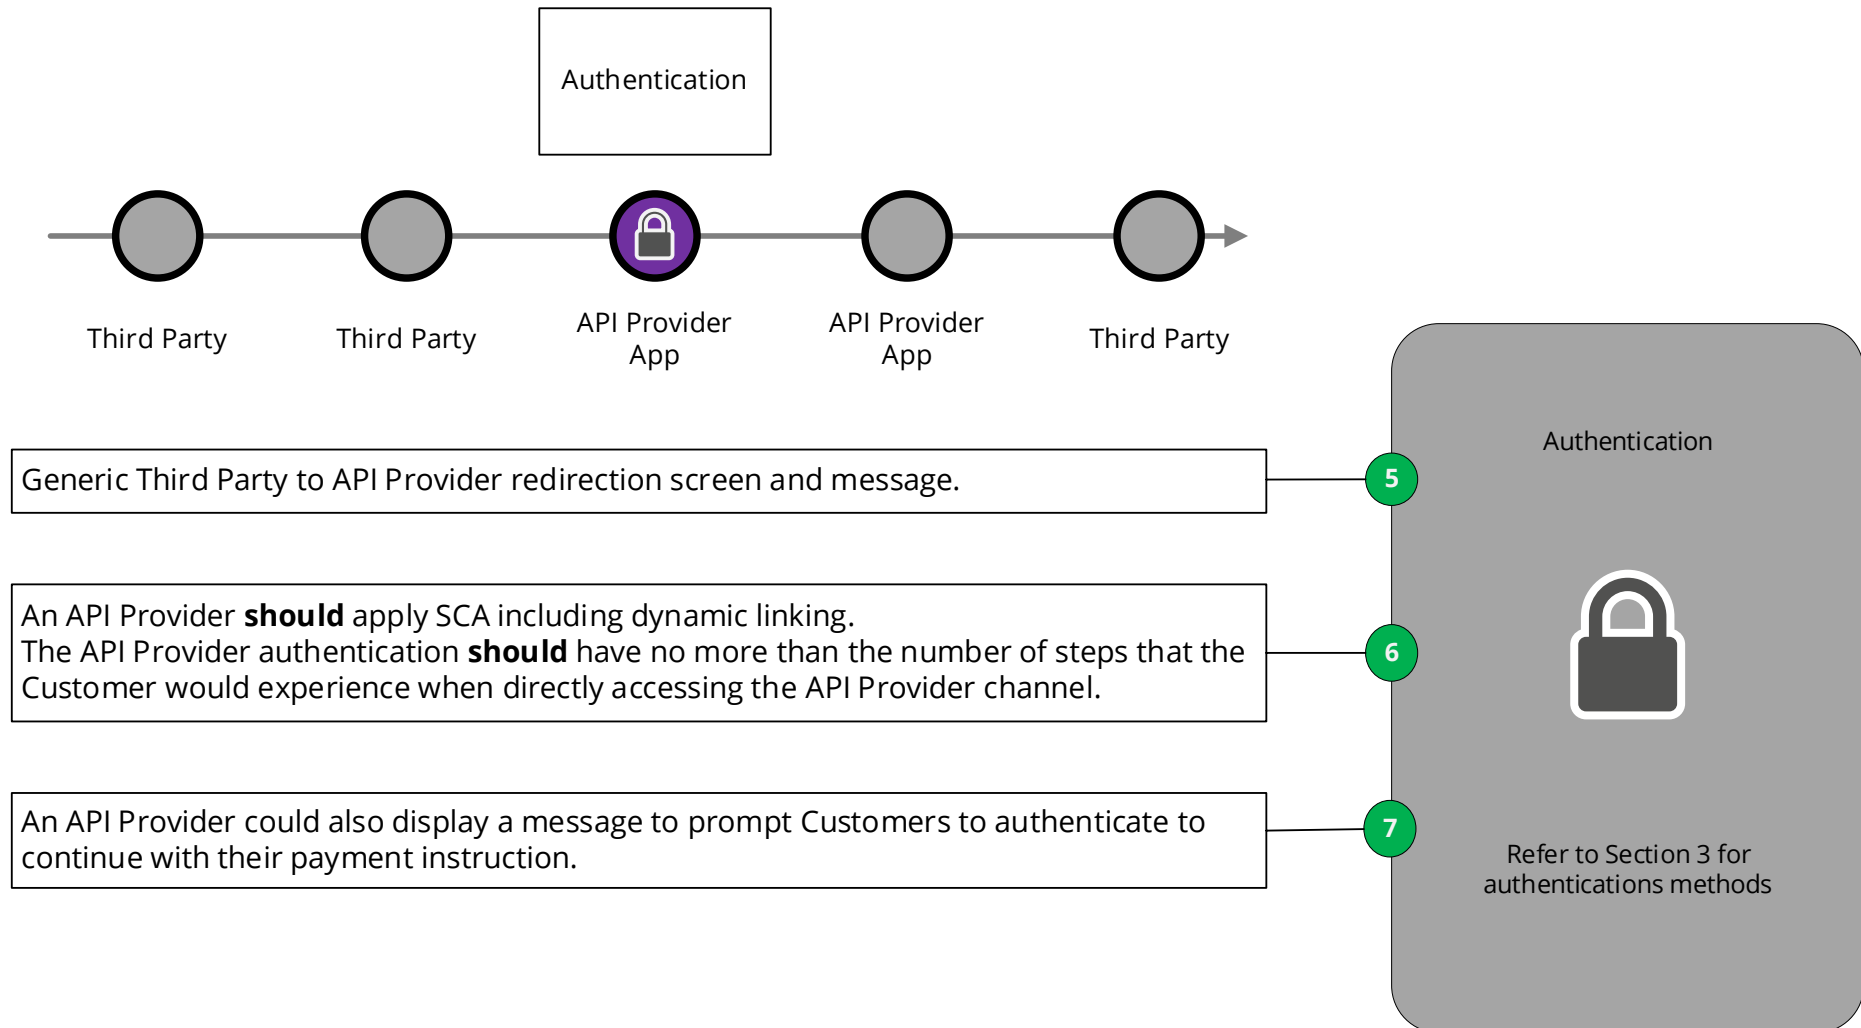 Authentication
Third Party
Third Party
API Provider
App
API Provider
App
Third Party
Authentication
Generic Third Party to API Provider redirection screen and message.
5
An API Provider should apply SCA including dynamic linking.
The API Provider authentication should have no more than the number of steps that the
Customer would experience when directly accessing the API Provider channel.
6
An API Provider could also display a message to prompt Customers to authenticate to
continue with their payment instruction.
7
Refer to Section 3 for
authentications methods